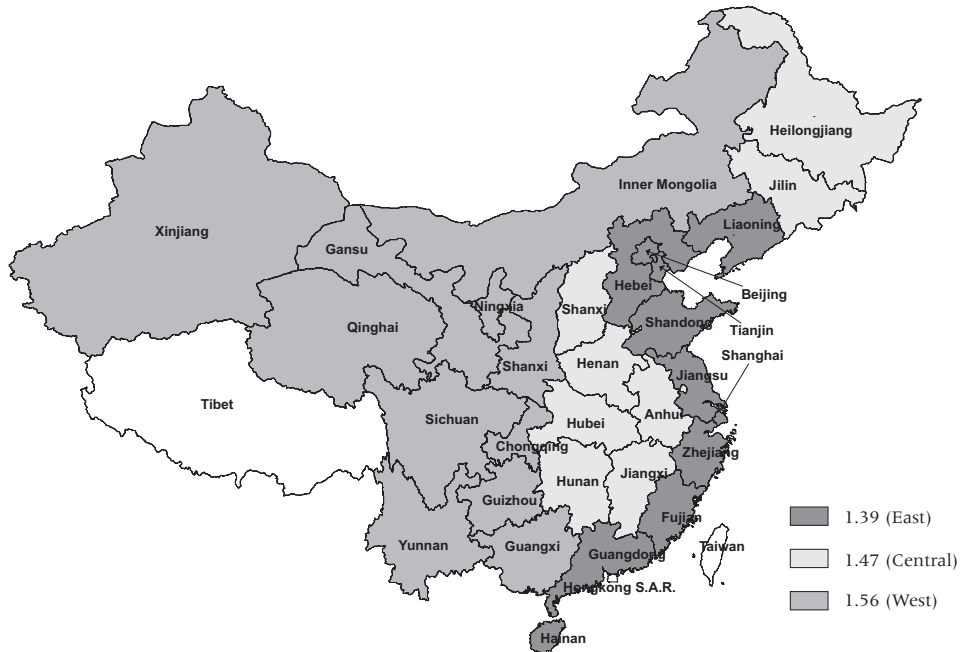 Heilongjiang
Jilin
Inner Mongolia
Liaoning
Xinjiang
Gansu
Beijing
Hebei
Ningxia
Shanxi
Qinghai
Shandong
Tianjin
Shanghai
Henan
Shanxi
Jiangsu
Tibet
Sichuan
Anhui
Hubei
Chongqing
Zhejiang
Jiangxi
Hunan
Guizhou
Fujian
1.39 (East)
Yunnan
Guangxi
Taiwan
Guangdong
1.47 (Central)
Hongkong S.A.R.
1.56 (West)
Hainan